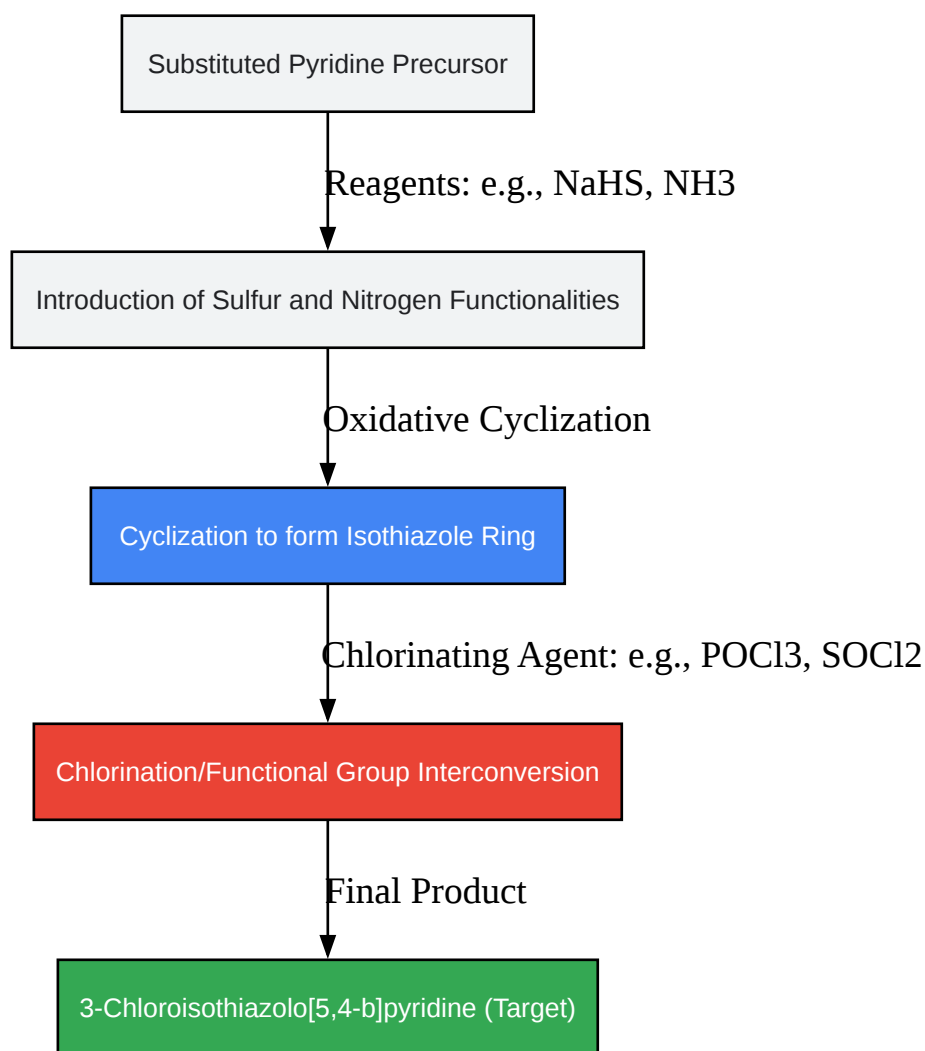 Substituted Pyridine Precursor
Reagents: e.g., NaHS, NH3
Introduction of Sulfur and Nitrogen Functionalities
Oxidative Cyclization
Cyclization to form Isothiazole Ring
Chlorinating Agent: e.g., POCl3, SOCl2
Chlorination/Functional Group Interconversion
Final Product
3-Chloroisothiazolo[5,4-b]pyridine (Target)